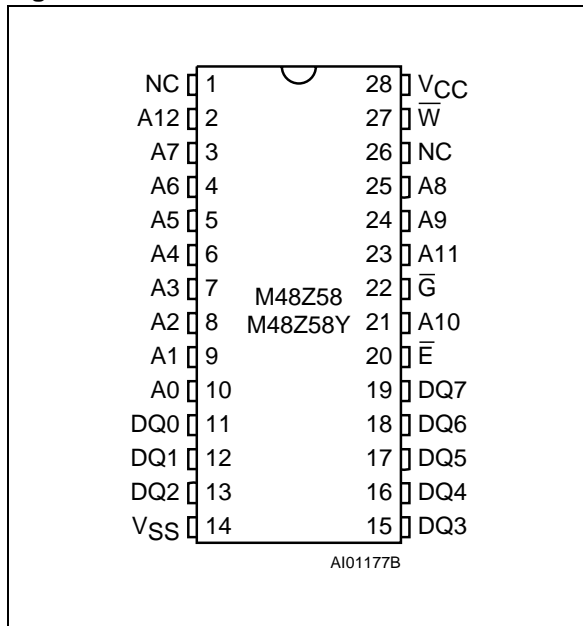 NC 1 28 VCC
A12 2 27 W̅
A7 3 26 NC
A6 4 25 A8
A5 5 24 A9
A4 6 23 A11
A3 7 22 G̅
A2 8 21 A10
A1 9 20 E̅
A0 10 19 DQ7
DQ0 11 18 DQ6
DQ1 12 17 DQ5
DQ2 13 16 DQ4
VSS 14 15 DQ3
M48Z58
M48Z58Y
AI01177B